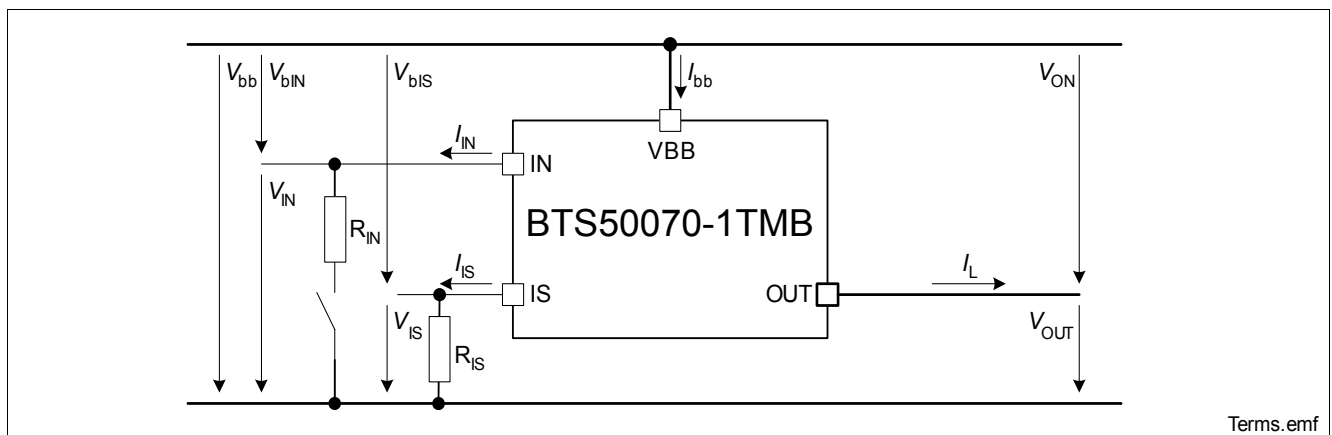 Vbb VbIN VbIS Ibb VON
VBB
IIN
IN
VIN
BTS50070-1TMB
RIN
IIS IL
IS OUT
VIS VOUT
RIS
Terms.emf